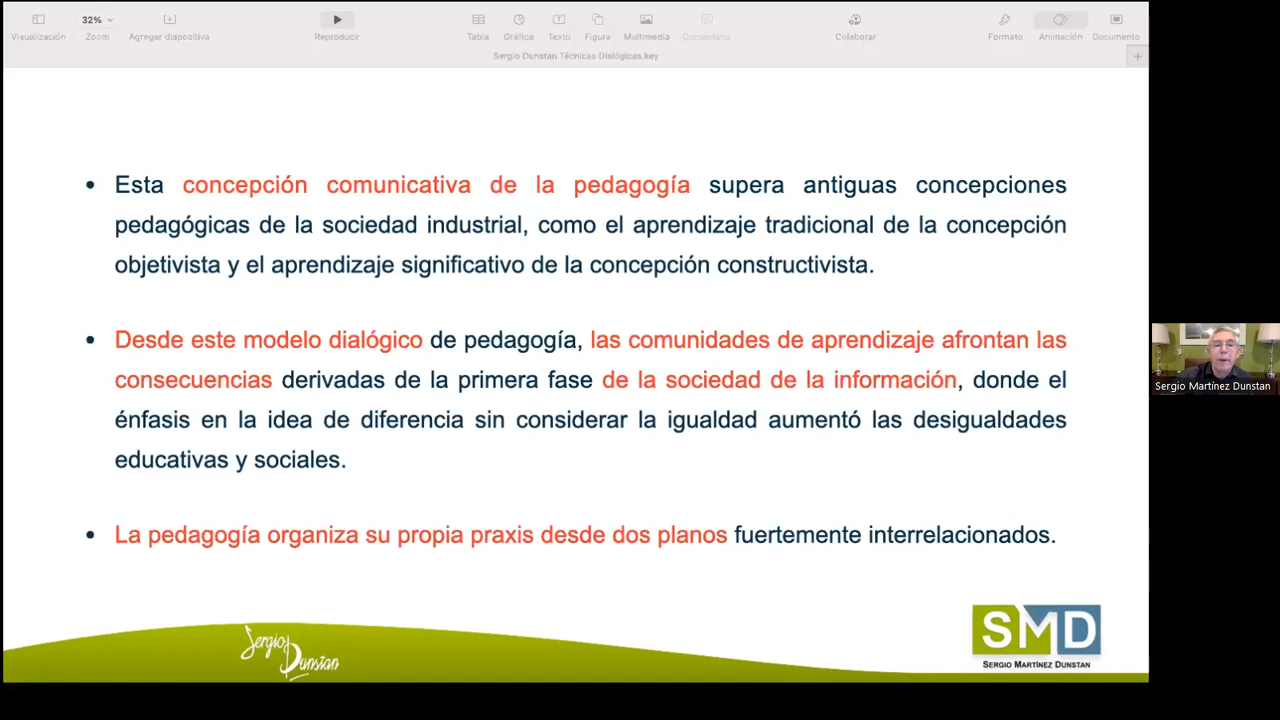 32%
Visualización
Zoom
Agregar diapositiva
Reproducir
Tabla
Gráfica
Texto
Figura
Multimedia
Comentario
Colaborar
Formato
Animación
Documento
Sergio Dunstan Técnicas Dialógicas.key
+
• Esta concepción comunicativa de la pedagogía supera antiguas concepciones
pedagógicas de la sociedad industrial, como el aprendizaje tradicional de la concepción
objetivista y el aprendizaje significativo de la concepción constructivista.
• Desde este modelo dialógico de pedagogía, las comunidades de aprendizaje afrontan las
consecuencias derivadas de la primera fase de la sociedad de la información, donde el
énfasis en la idea de diferencia sin considerar la igualdad aumentó las desigualdades
educativas y sociales.
• La pedagogía organiza su propia praxis desde dos planos fuertemente interrelacionados.
Sergio
Dunstan
SMD
SERGIO MARTÍNEZ DUNSTAN
Sergio Martínez Dunstan